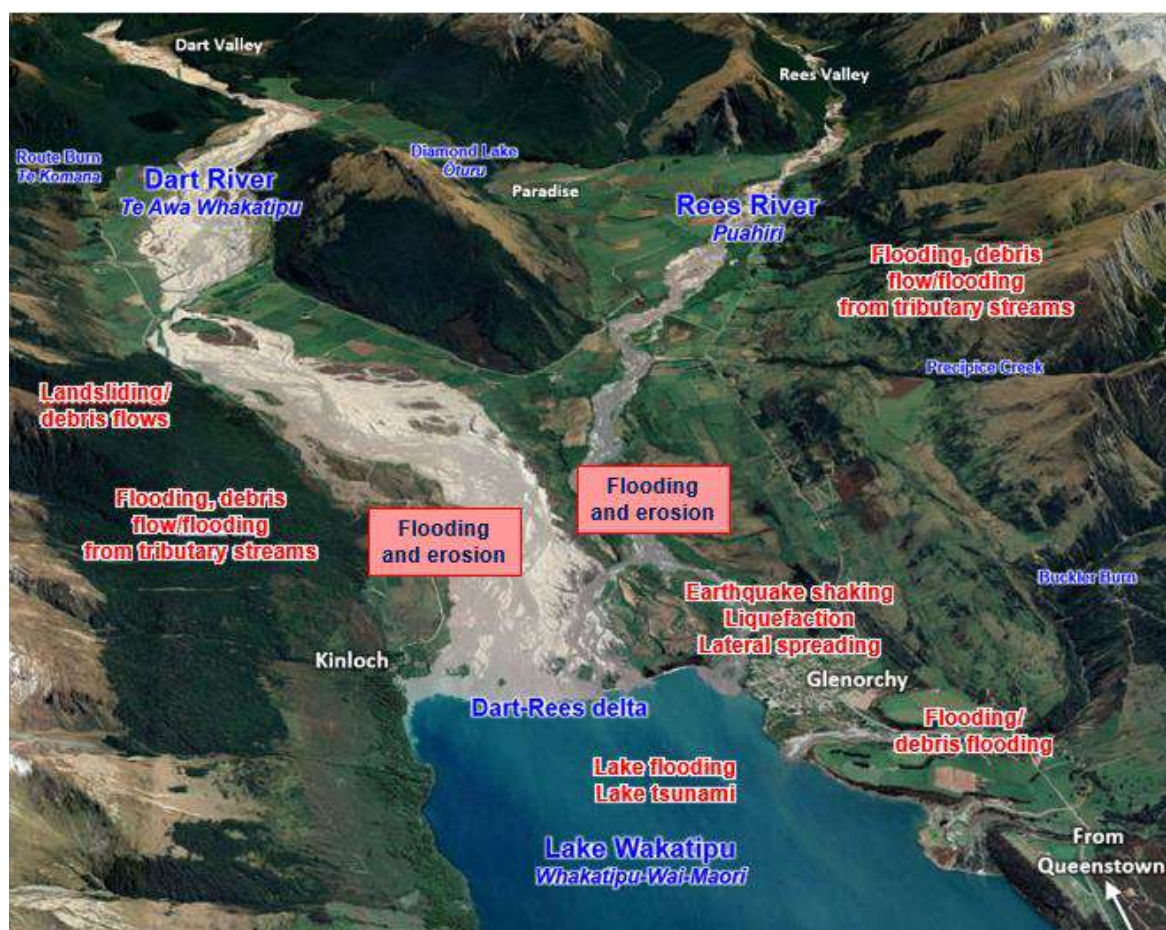 Dart Valley
Rees Valley
Route Burn
Te Komana
Diamond Lake
Ōturu
Dart River
Te Awa Whakatipu
Paradise
Rees River
Puahiri
Flooding, debris
flow/flooding
from tributary streams
Precipice Creek
Landsliding/
debris flows
Flooding, debris
flow/flooding
from tributary streams
Flooding
and erosion
Flooding
and erosion
Buckler Burn
Earthquake shaking
Liquefaction
Lateral spreading
Kinloch
Glenorchy
Dart-Rees delta
Flooding/
debris flooding
Lake flooding
Lake tsunami
Lake Wakatipu
Whakatipu-Wai-Maori
From
Queenstown